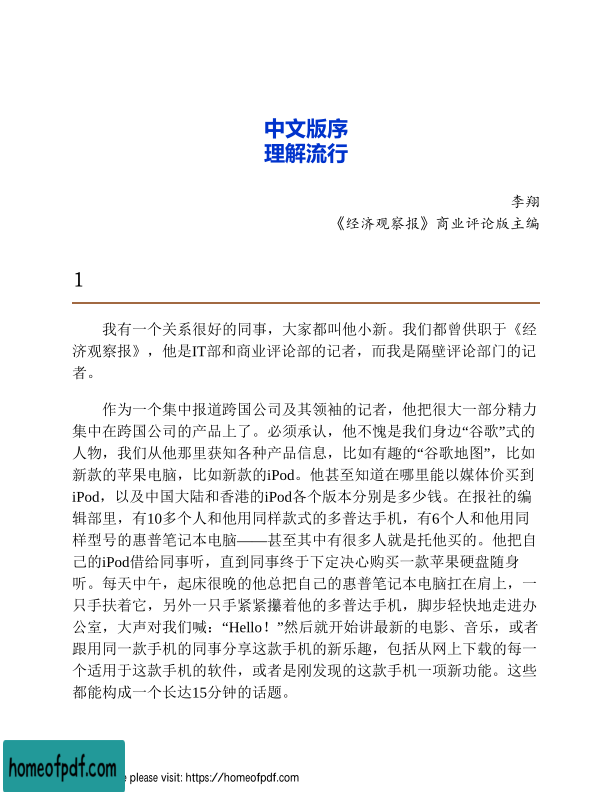 中文版序
理解流行
李翔
《经济观察报》商业评论版主编
1
我有一个关系很好的同事，大家都叫他小新。我们都曾供职于《经
济观察报》，他是IT部和商业评论部的记者，而我是隔壁评论部门的记
者。
作为一个集中报道跨国公司及其领袖的记者，他把很大一部分精力
集中在跨国公司的产品上了。必须承认，他不愧是我们身边“谷歌”式的
人物，我们从他那里获知各种产品信息，比如有趣的“谷歌地图”，比如
新款的苹果电脑，比如新款的iPod。他甚至知道在哪里能以媒体价买到
iPod，以及中国大陆和香港的iPod各个版本分别是多少钱。在报社的编
辑部里，有10多个人和他用同样款式的多普达手机，有6个人和他用同
样型号的惠普笔记本电脑——甚至其中有很多人就是托他买的。他把自
己的iPod借给同事听，直到同事终于下定决心购买一款苹果硬盘随身
听。每天中午，起床很晚的他总把自己的惠普笔记本电脑扛在肩上，一
只手扶着它，另外一只手紧紧攥着他的多普达手机，脚步轻快地走进办
公室，大声对我们喊：“Hello！”然后就开始讲最新的电影、音乐，或者
跟用同一款手机的同事分享这款手机的新乐趣，包括从网上下载的每一
个适用于这款手机的软件，或者是刚发现的这款手机一项新功能。这些
都能构成一个长达15分钟的话题。
homeofpdf.com
please visit: https://homeofpdf.com